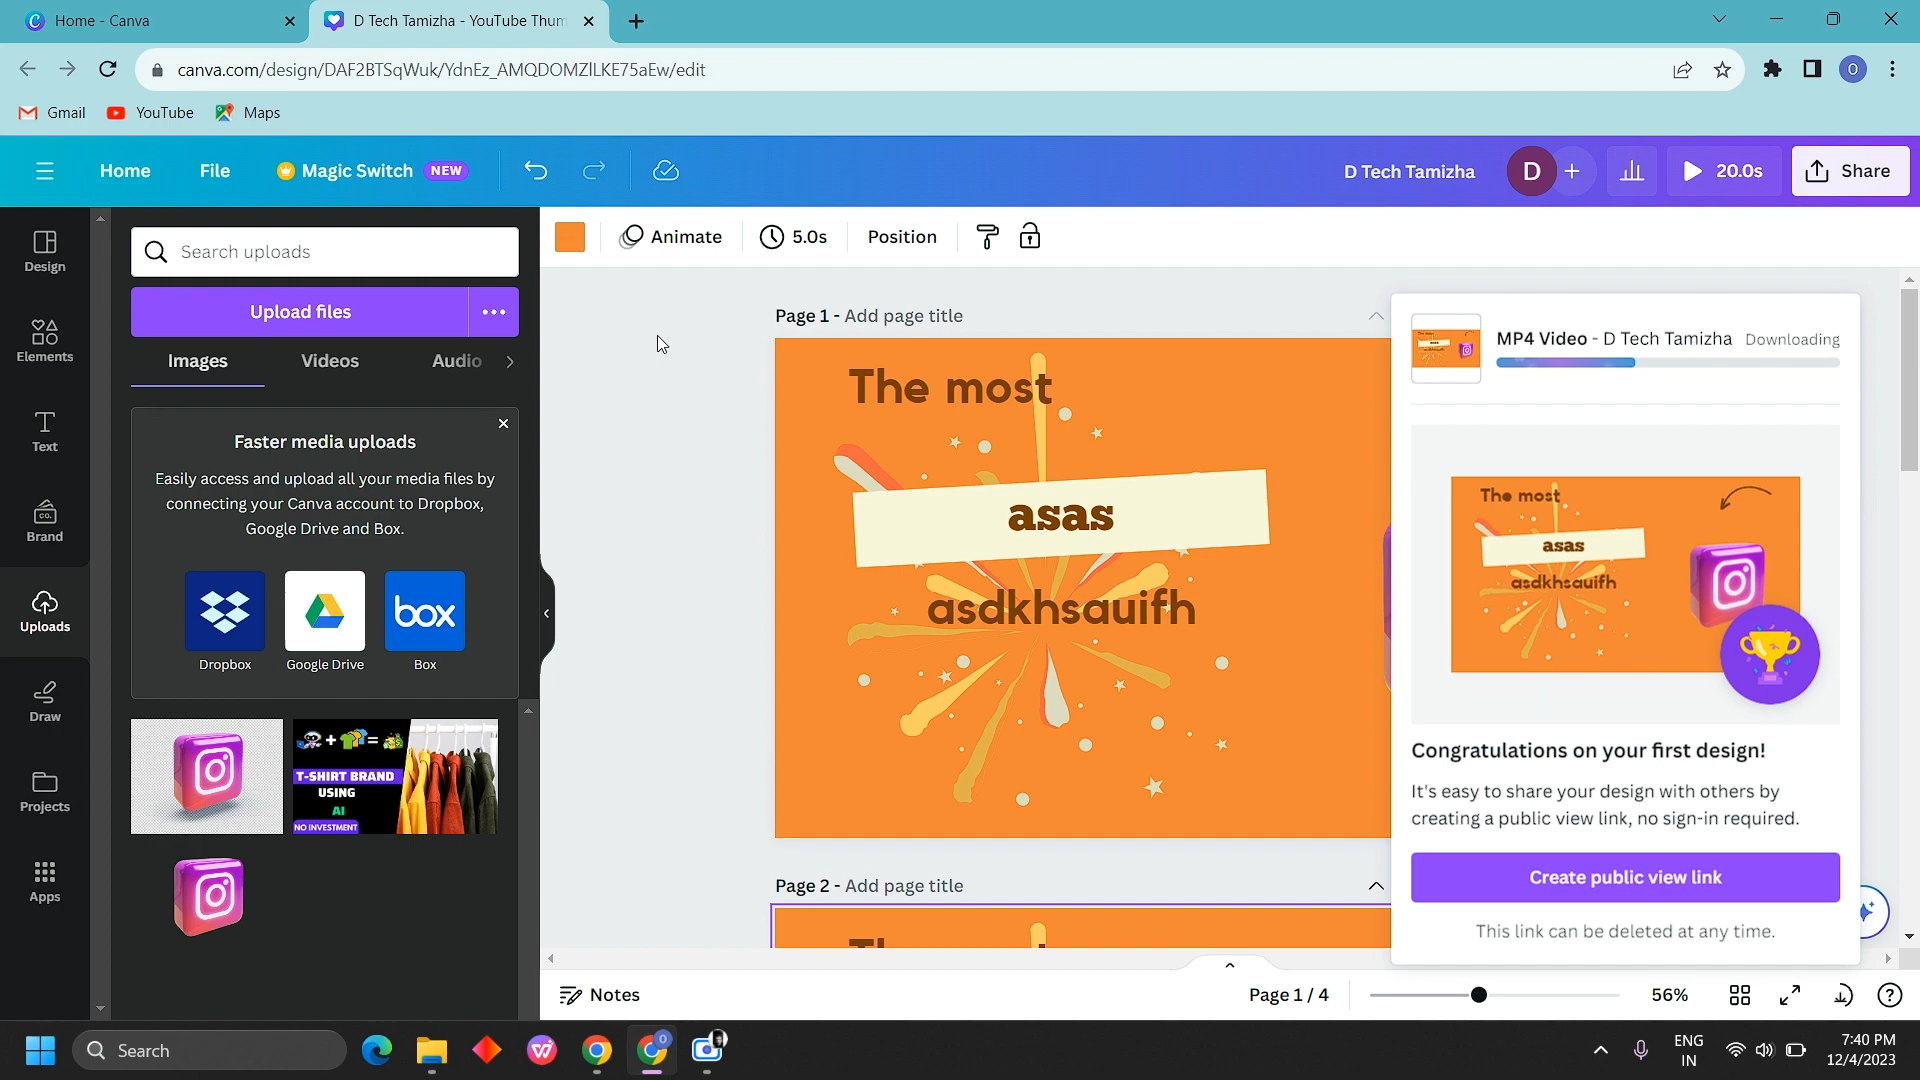 Home - Canva
D Tech Tamizha - YouTube Thum
canva.com/design/DAF2BTSqWuk/YdnEz_AMQDOMZlLKE75aEw/edit
O
Gmail
YouTube
Maps
Home
File
Magic Switch
NEW
D Tech Tamizha
D
20.0s
Share
Design
Elements
Text
Brand
Uploads
Draw
Projects
Apps
Search uploads
Upload files
Images
Videos
Audio
Faster media uploads
Easily access and upload all your media files by
connecting your Canva account to Dropbox,
Google Drive and Box.
box
Dropbox
Google Drive
Box
T-SHIRT BRAND
USING
AI
NO INVESTMENT
Animate
5.0s
Position
Page 1 - Add page title
The most
asas
asdkhsauifh
Page 2 - Add page title
MP4 Video - D Tech Tamizha
Downloading
The most
asas
asdkhsauifh
Congratulations on your first design!
It's easy to share your design with others by
creating a public view link, no sign-in required.
Create public view link
This link can be deleted at any time.
Notes
Page 1 / 4
56%
Search
ENG
IN
7:40 PM
12/4/2023